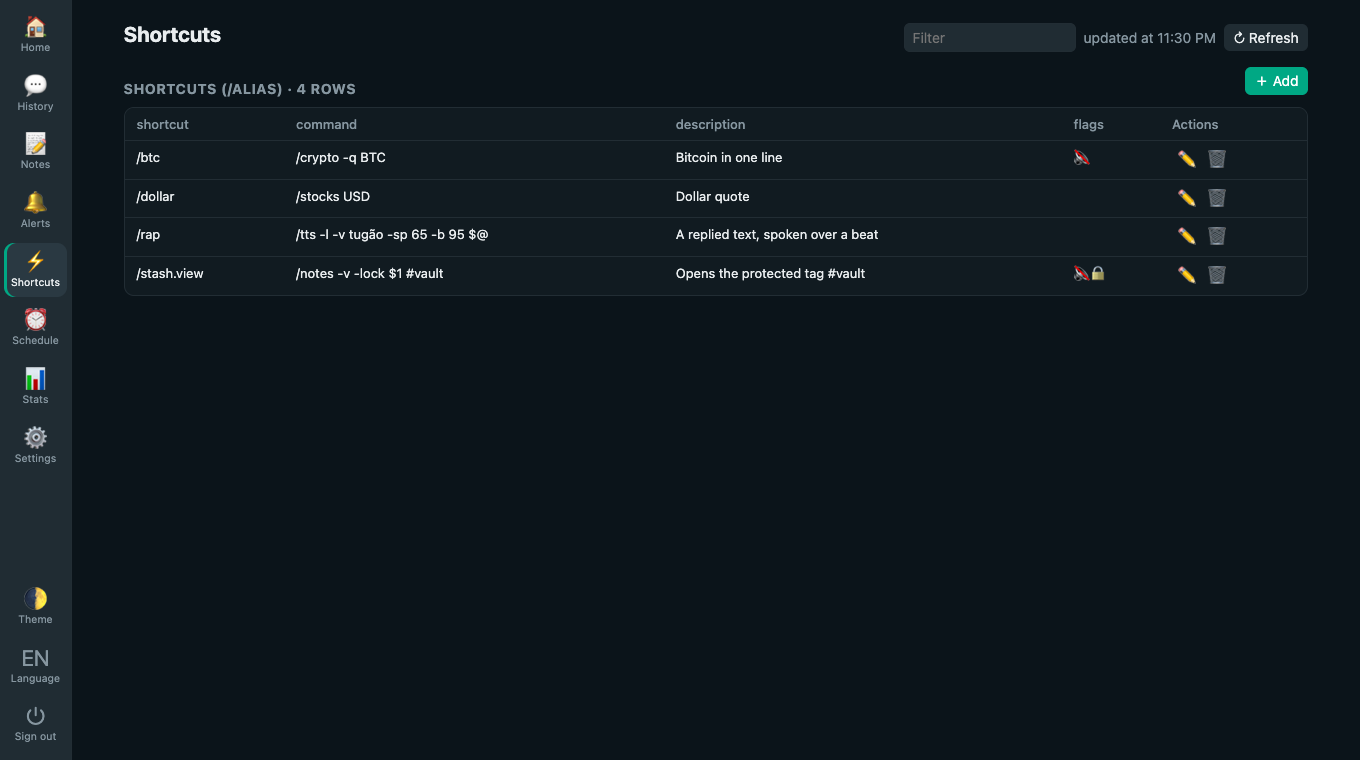 Home
History
Notes
Alerts
Shortcuts
Schedule
Stats
Settings
Theme
EN
Language
Sign out
Shortcuts
Filter
updated at 11:30 PM
Refresh
SHORTCUTS (/ALIAS) · 4 ROWS
+ Add
shortcut command description flags Actions
/btc /crypto -q BTC Bitcoin in one line
/dollar /stocks USD Dollar quote
/rap /tts -l -v tugão -sp 65 -b 95 $@ A replied text, spoken over a beat
/stash.view /notes -v -lock $1 #vault Opens the protected tag #vault